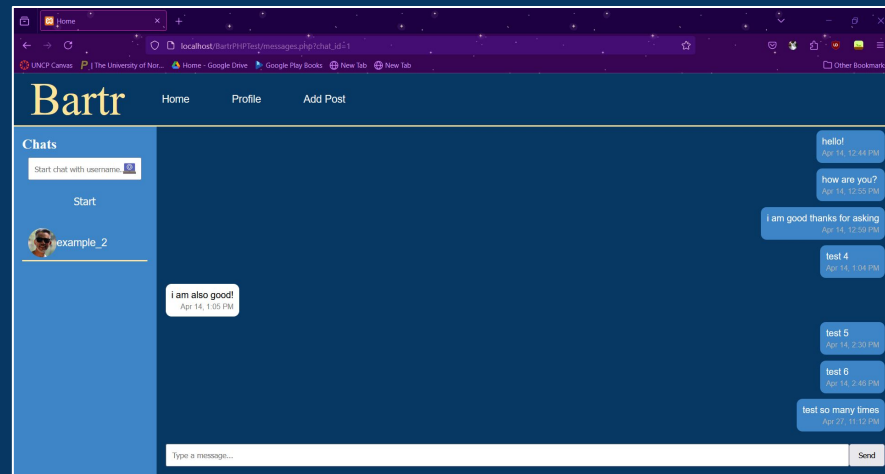 Home
localhost/BartrPHPTest/messages.php?chat_id=1
UNCP Canvas
P | The University of Nor...
Home - Google Drive
Google Play Books
New Tab
New Tab
Other Bookmark
Bartr
Home
Profile
Add Post
Chats
Start chat with username.
Start
example_2
hello!
Apr 14, 12:44 PM
how are you?
Apr 14, 12:55 PM
i am good thanks for asking
Apr 14, 12:59 PM
test 4
Apr 14, 1:04 PM
i am also good!
Apr 14, 1:05 PM
test 5
Apr 14, 2:30 PM
test 6
Apr 14, 2:46 PM
test so many times
Apr 27, 11:12 PM
Type a message...
Send